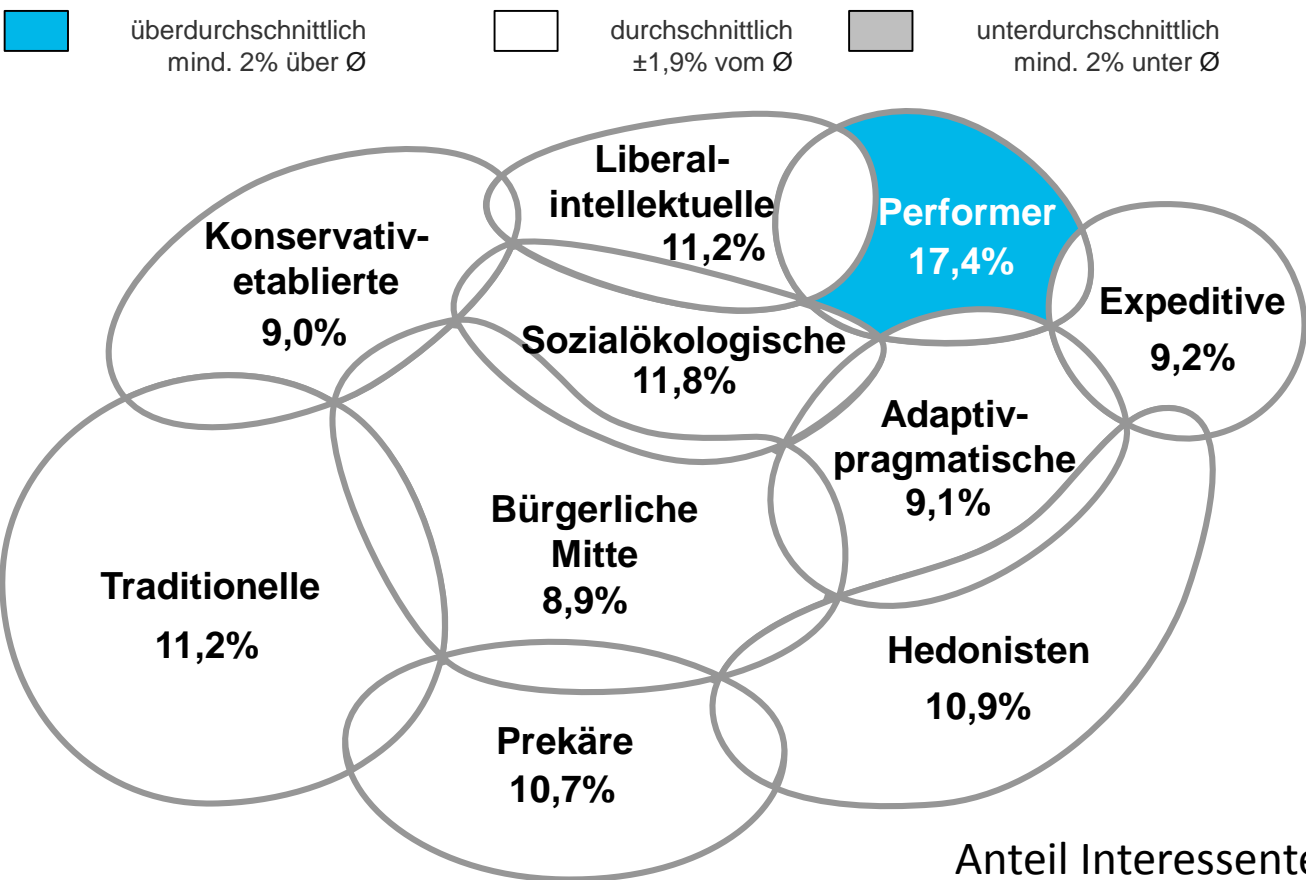 überdurchschnittlich
mind. 2% über Ø
durchschnittlich
±1,9% vom Ø
unterdurchschnittlich
mind. 2% unter Ø
Liberal-
intellektuelle
11,2%
Performer
17,4%
Konservativ-
etablierte
9,0%
Expeditive
9,2%
Sozialökologische
11,8%
Adaptiv-
pragmatische
9,1%
Bürgerliche
Mitte
8,9%
Traditionelle
11,2%
Hedonisten
10,9%
Prekäre
10,7%
Anteil Interessente